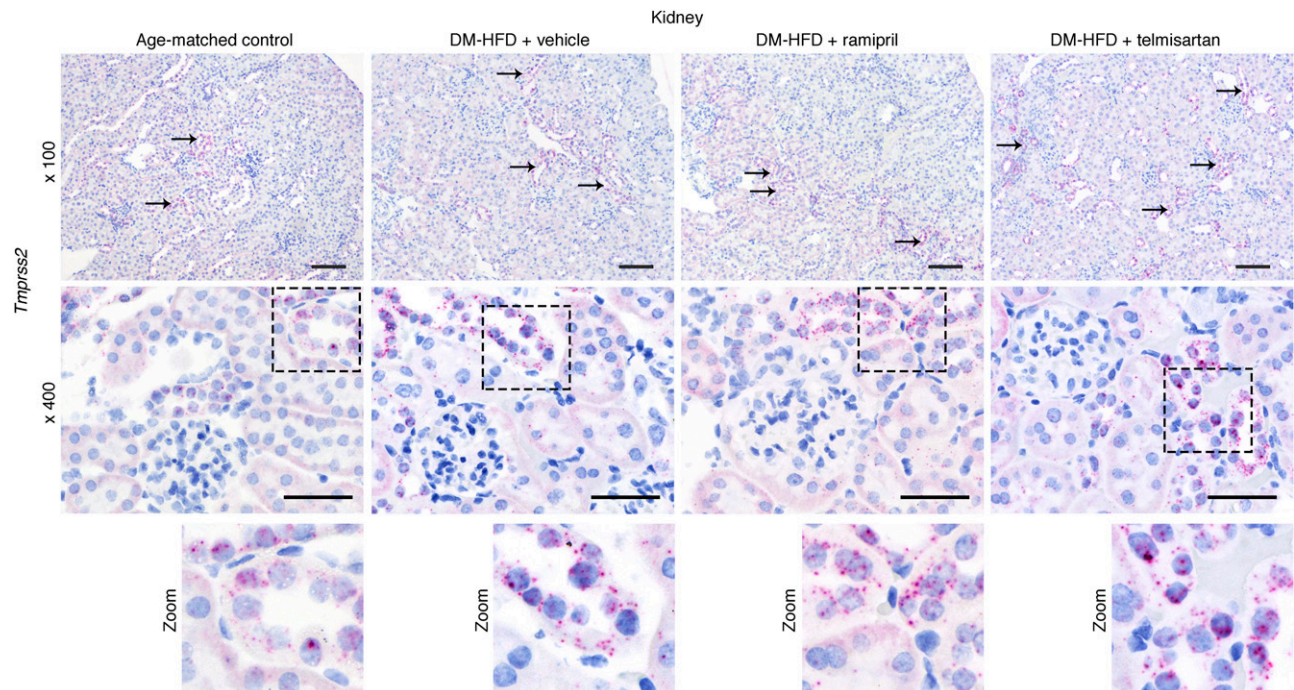 Kidney
Age-matched control
DM-HFD + vehicle
DM-HFD + ramipril
DM-HFD + telmisartan
Tmprss2
x 100
x 400
Zoom
Zoom
Zoom
Zoom